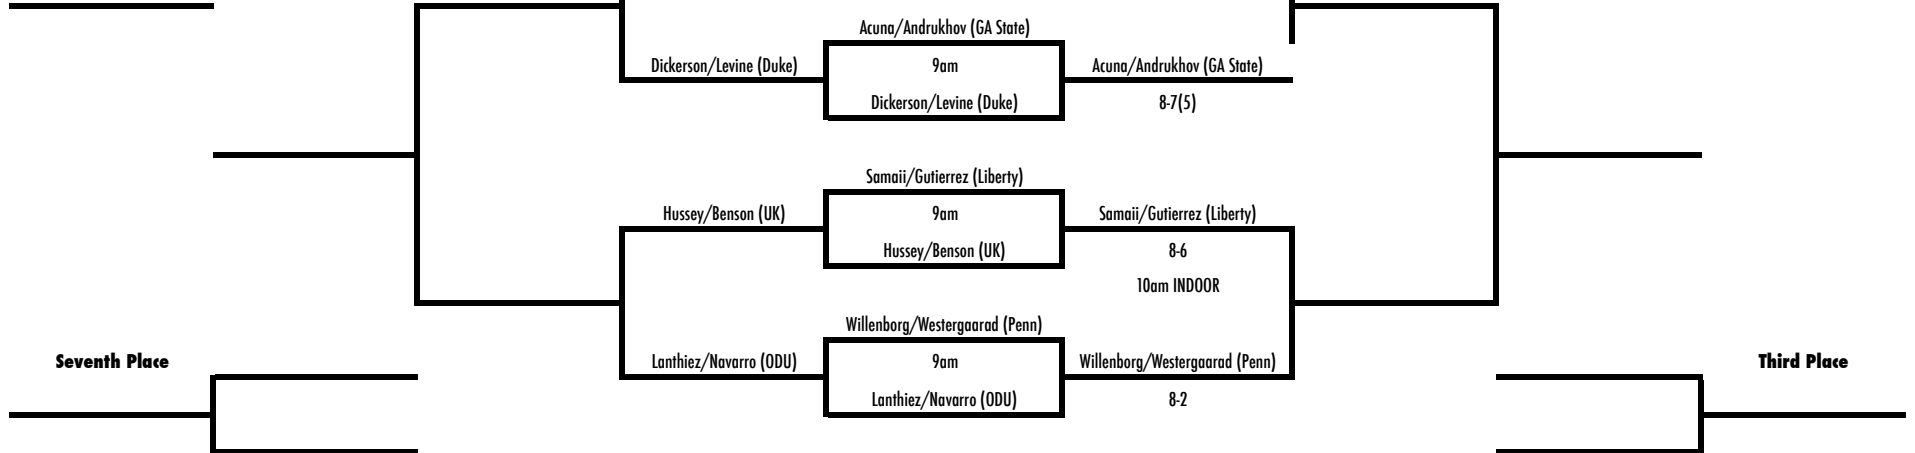 Acuna/Andrukhov (GA State)
Dickerson/Levine (Duke)
9am
Acuna/Andrukhov (GA State)
Dickerson/Levine (Duke)
8-7(5)
Samaii/Gutierrez (Liberty)
Hussey/Benson (UK)
9am
Samaii/Gutierrez (Liberty)
Hussey/Benson (UK)
8-6
10am INDOOR
Willenborg/Westergaarad (Penn)
Seventh Place
Lanthiez/Navarro (ODU)
9am
Willenborg/Westergaarad (Penn)
Third Place
Lanthiez/Navarro (ODU)
8-2